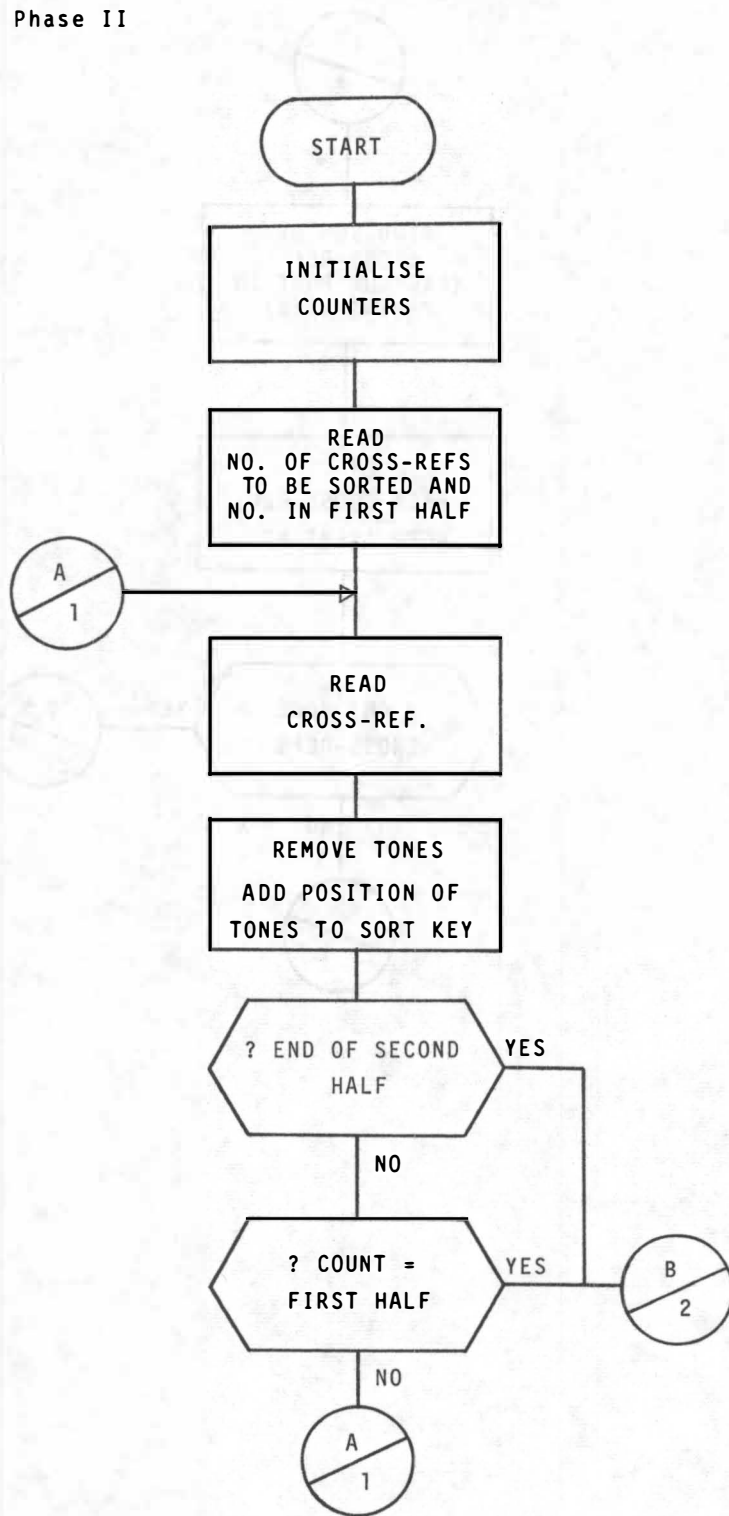 Phase II
START
INITIALISE
COUNTERS
READ
NO. OF CROSS-REFS
TO BE SORTED AND
NO. IN FIRST HALF
A
1
READ
CROSS-REF.
REMOVE TONES
ADD POSITION OF
TONES TO SORT KEY
? END OF SECOND
HALF
YES
NO
? COUNT =
FIRST HALF
YES
B
2
NO
A
1